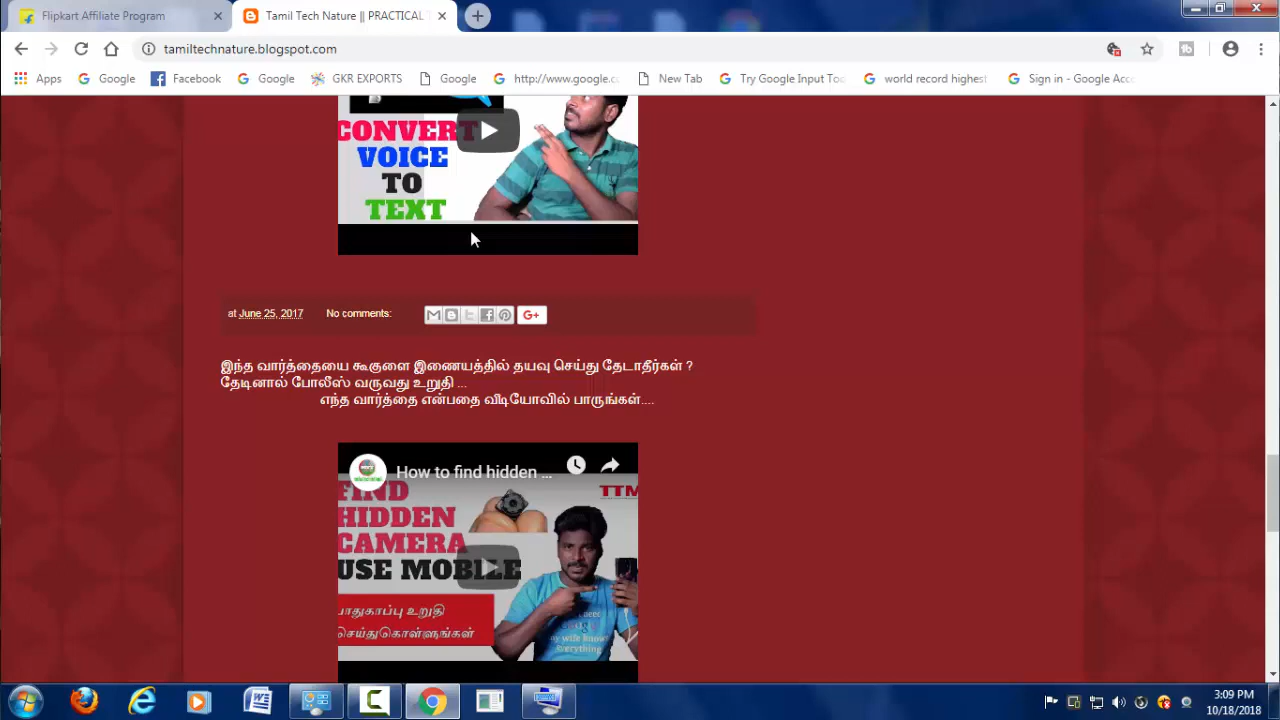 Flipkart Affiliate Program
Tamil Tech Nature || PRACTICAL
tamiltechnature.blogspot.com
Apps
Google
Facebook
Google
GKR EXPORTS
Google
http://www.google.co
New Tab
Try Google Input Too
world record highes
Sign in - Google Acc
CONVERT
VOICE
TO
TEXT
at June 25, 2017
No comments:
G+
இந்த வார்த்தையை கூகுளை இணையத்தில் தயவு செய்து தேடாதீர்கள் ?
தேடினால் போலீஸ் வருவது உறுதி ...
எந்த வார்த்தை என்பதை வீடியோவில் பாருங்கள்....
How to find hidden ...
FIND
TTM
HIDDEN
CAMERA
USE MOBILE
பாதுகாப்பு உறுதி
செய்துகொள்ளுங்கள்
3:09 PM
10/18/2018